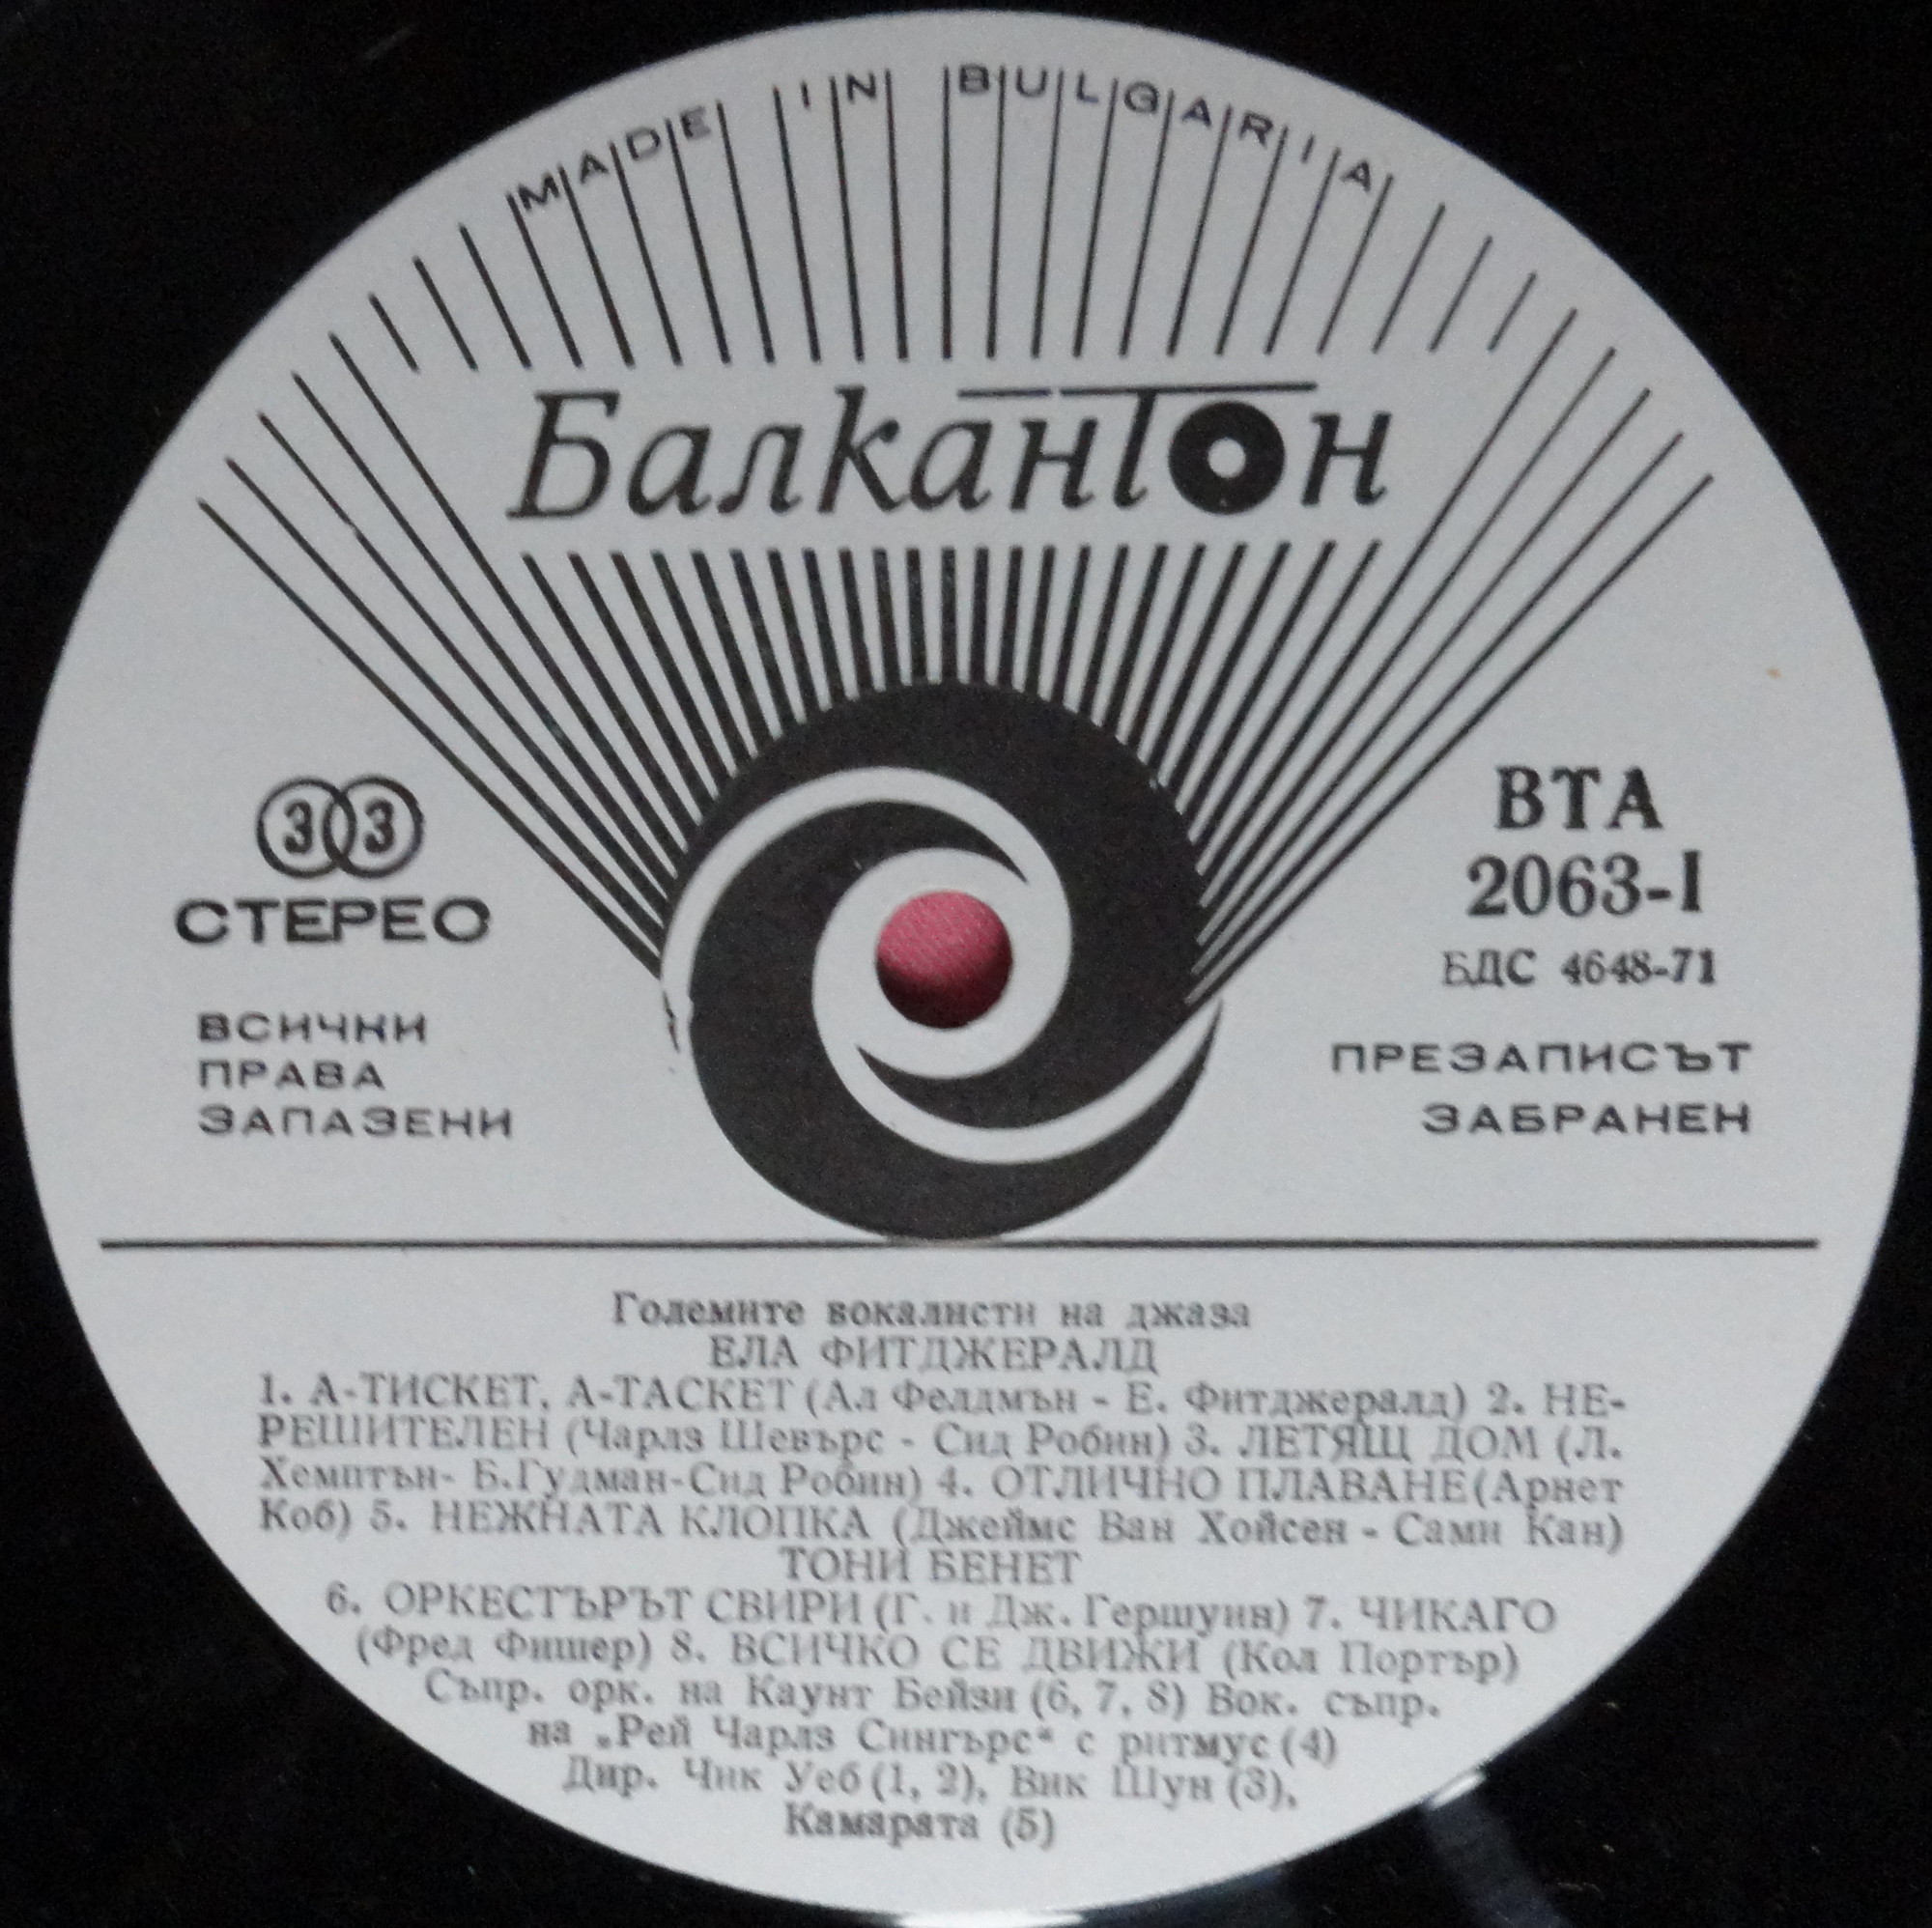 MADE IN BULGARIA
Балкантон
33
СТЕРЕО
ВСИЧКИ
ПРАВА
ЗАПАЗЕНИ
ВТА
2063-I
БДС 4648-71
ПРЕЗАПИСЪТ
ЗАБРАНЕН
Големите вокалисти на джаза
ЕЛА ФИТДЖЕРАЛД
1. А-ТИСКЕТ, А-ТАСКЕТ (Ал Фелдмън - Е. Фитджералд) 2. НЕ-
РЕШИТЕЛЕН (Чарлз Шевърс - Сид Робин) 3. ЛЕТЯЩ ДОМ (Л.
Хемптън- Б.Гудман-Сид Робин) 4. ОТЛИЧНО ПЛАВАНЕ(Арнет
Коб) 5. НЕЖНАТА КЛОПКА (Джеймс Ван Хойсен - Сами Кан)
ТОНИ БЕНЕТ
6. ОРКЕСТЪРЪТ СВИРИ (Г. и Дж. Гершуин) 7. ЧИКАГО
(Фред Фишер) 8. ВСИЧКО СЕ ДВИЖИ (Кол Портър)
Съпр. орк. на Каунт Бейзи (6, 7, 8) Вок. съпр.
на „Рей Чарлз Сингърс“ с ритмус (4)
Дир. Чик Уеб (1, 2), Вик Шун (3),
Камарата (5)